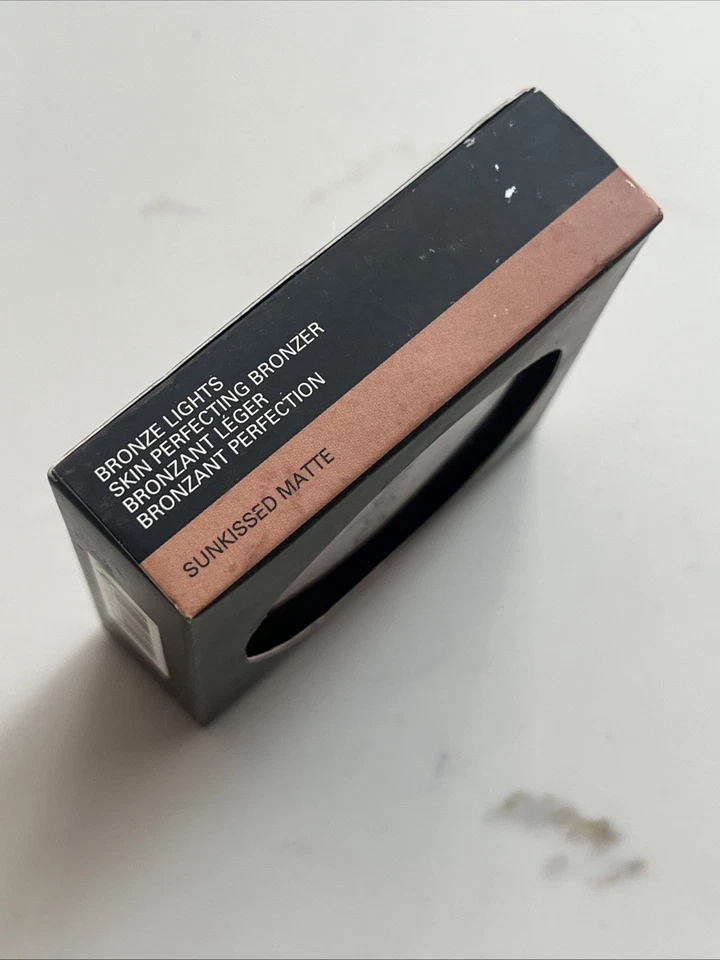 BRONZE LIGHTS
SKIN PERFECTING BRONZER
BRONZANT LÉGER
BRONZANT PERFECTION
SUNKISSED MATTE